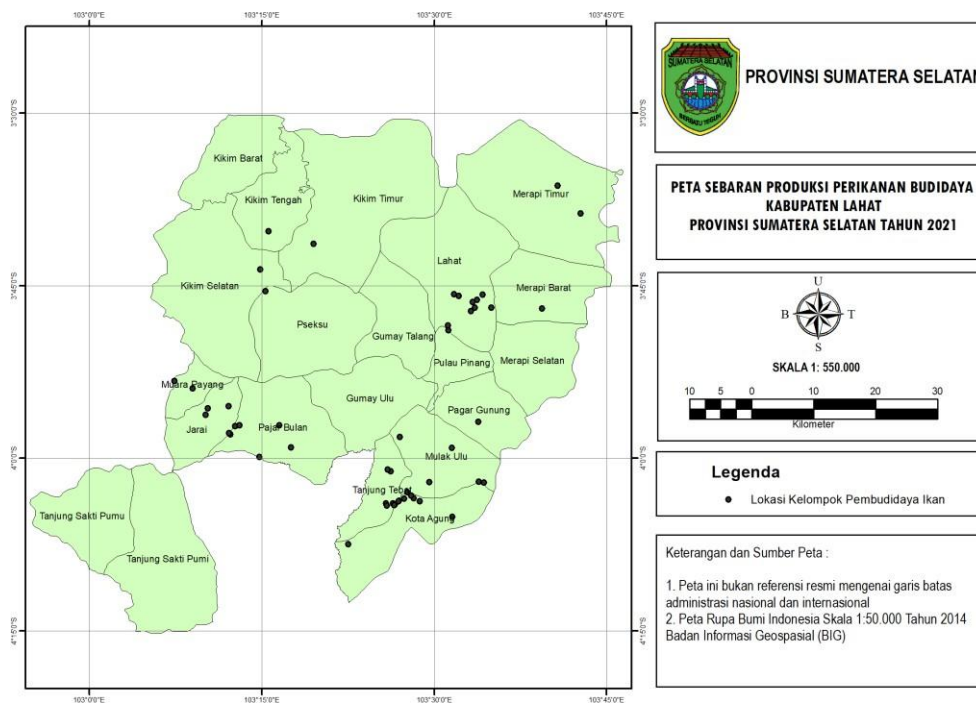 103°0'0"E 103°15'0"E 103°30'0"E 103°45'0"E
3°30'0"S 3°30'0"S
3°45'0"S 3°45'0"S
4°0'0"S 4°0'0"S
4°15'0"S 4°15'0"S
Kikim Barat
Kikim Tengah
Kikim Timur
Merapi Timur
Lahat
Kikim Selatan
Merapi Barat
Pseksu
Gumay Talang
Pulau Pinang
Merapi Selatan
Muara Payang
Gumay Ulu
Pagar Gunung
Jarai
Pajar Bulan
Mulak Ulu
Tanjung Tebat
Kota Agung
Tanjung Sakti Pumu
Tanjung Sakti Pumi
103°0'0"E 103°15'0"E 103°30'0"E 103°45'0"E
SUMATERA SELATAN
BERSATU TEGUH
PROVINSI SUMATERA SELATAN
PETA SEBARAN PRODUKSI PERIKANAN BUDIDAYA
KABUPATEN LAHAT
PROVINSI SUMATERA SELATAN TAHUN 2021
U
B T
S
SKALA 1: 550.000
10 5 0 10 20 30
Kilometer
Legenda
Lokasi Kelompok Pembudidaya Ikan
Keterangan dan Sumber Peta :
1. Peta ini bukan referensi resmi mengenai garis batas
administrasi nasional dan internasional
2. Peta Rupa Bumi Indonesia Skala 1:50.000 Tahun 2014
Badan Informasi Geospasial (BIG)